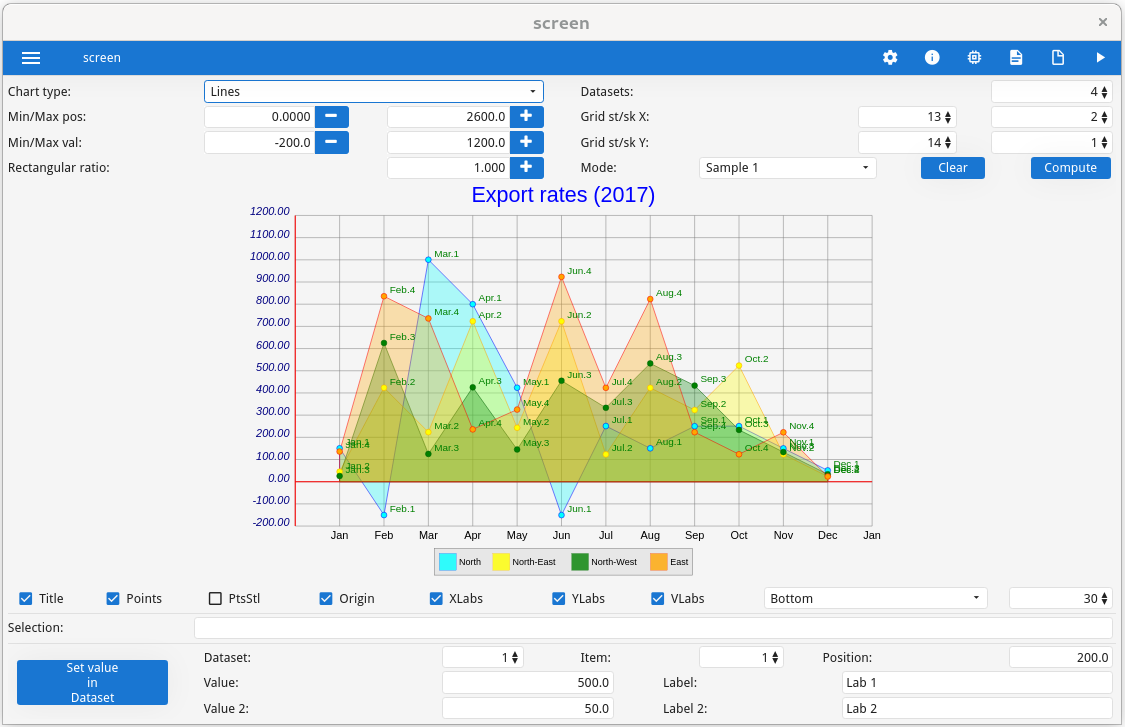 screen
screen
Chart type: Lines Datasets: 4
Min/Max pos: 0.0000 2600.0 Grid st/sk X: 13 2
Min/Max val: -200.0 1200.0 Grid st/sk Y: 14 1
Rectangular ratio: 1.000 Mode: Sample 1 Clear Compute
Export rates (2017)
1200.00
1100.00
1000.00 Mar.1
900.00 Jun.4
800.00 Feb.4 Apr.1 Aug.4
700.00 Mar.4 Apr.2 Jun.2
600.00 Feb.3
500.00 Aug.3 Oct.2
400.00 Feb.2 Apr.3 May.1 Jun.3 Jul.4 Aug.2 Sep.3
300.00 May.4 Jul.3 Sep.2
200.00 Mar.2 Apr.4 May.2 Jul.1 Sep.1 Sep.4 Oct.1 Oct.3 Nov.4
100.00 Jan.1 Jan.4 Mar.3 May.3 Jul.2 Aug.1 Oct.4 Nov.1 Nov.2
0.00 Jan.2 Jan.3 Dec.1
-100.00 Feb.1 Jun.1
-200.00
Jan Feb Mar Apr May Jun Jul Aug Sep Oct Nov Dec Jan
North North-East North-West East
Title Points PtsStl Origin XLabs YLabs VLabs Bottom 30
Selection:
Set value
in
Dataset
Dataset: 1 Item: 1 Position: 200.0
Value: 500.0 Label: Lab 1
Value 2: 50.0 Label 2: Lab 2